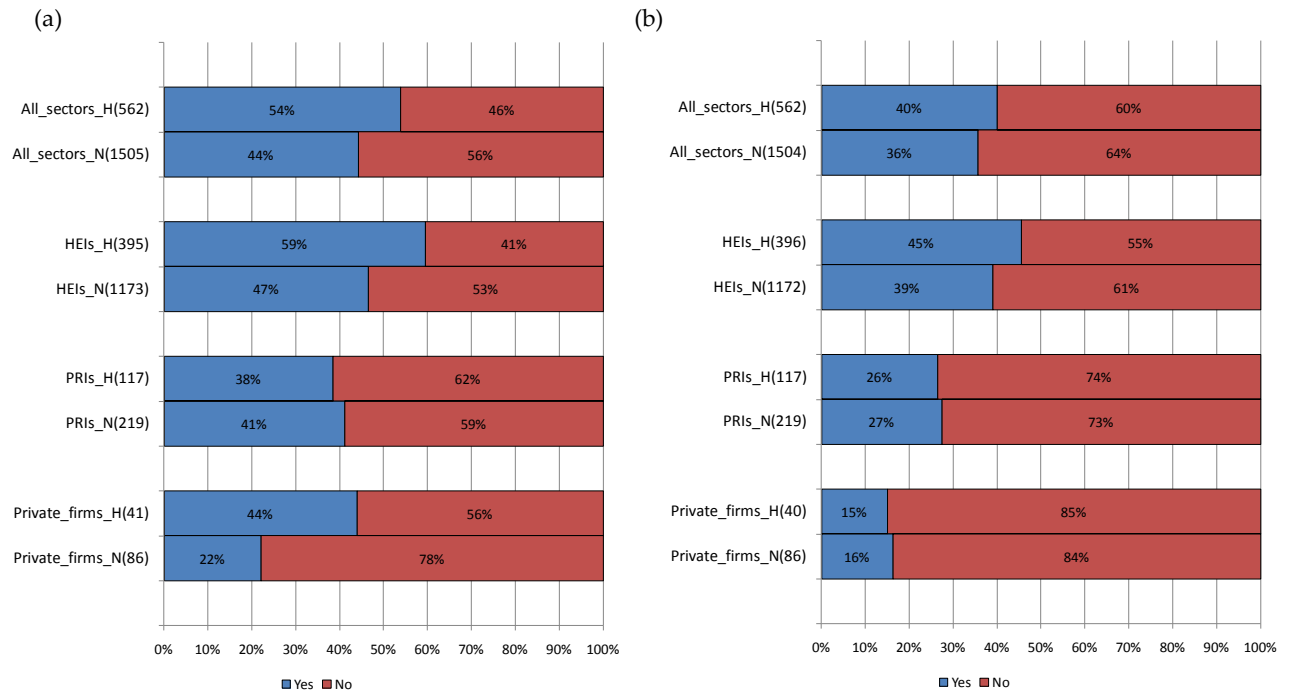 (a)
All_sectors_H(562) 54% 46%
All_sectors_N(1505) 44% 56%
HEIs_H(395) 59% 41%
HEIs_N(1173) 47% 53%
PRIs_H(117) 38% 62%
PRIs_N(219) 41% 59%
Private_firms_H(41) 44% 56%
Private_firms_N(86) 22% 78%
0% 10% 20% 30% 40% 50% 60% 70% 80% 90% 100%
Yes No
(b)
All_sectors_H(562) 40% 60%
All_sectors_N(1504) 36% 64%
HEIs_H(396) 45% 55%
HEIs_N(1172) 39% 61%
PRIs_H(117) 26% 74%
PRIs_N(219) 27% 73%
Private_firms_H(40) 15% 85%
Private_firms_N(86) 16% 84%
0% 10% 20% 30% 40% 50% 60% 70% 80% 90% 100%
Yes No